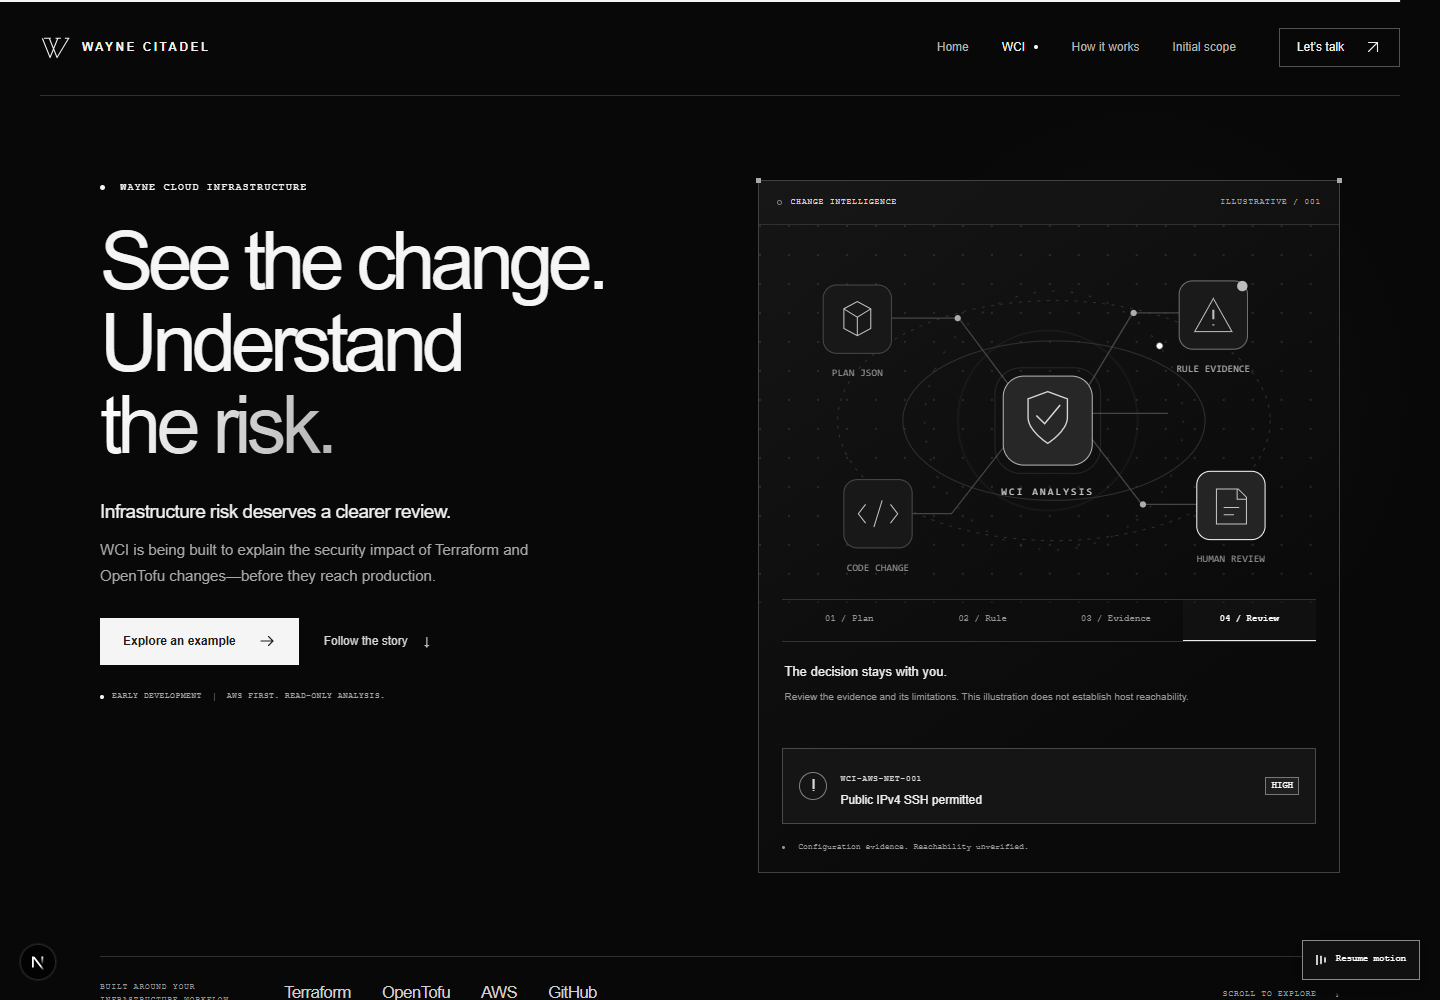 WAYNE CITADEL
Home
WCI
How it works
Initial scope
Let's talk
WAYNE CLOUD INFRASTRUCTURE
See the change.
Understand
the risk.
Infrastructure risk deserves a clearer review.
WCI is being built to explain the security impact of Terraform and
OpenTofu changes—before they reach production.
Explore an example
Follow the story
EARLY DEVELOPMENT | AWS FIRST. READ-ONLY ANALYSIS.
CHANGE INTELLIGENCE
ILLUSTRATIVE / 001
PLAN JSON
RULE EVIDENCE
WCI ANALYSIS
CODE CHANGE
HUMAN REVIEW
01 / Plan
02 / Rule
03 / Evidence
04 / Review
The decision stays with you.
Review the evidence and its limitations. This illustration does not establish host reachability.
WCI-AWS-NET-001
Public IPv4 SSH permitted
HIGH
Configuration evidence. Reachability unverified.
N
Resume motion
BUILT AROUND YOUR
INFRASTRUCTURE WORKFLOW
Terraform
OpenTofu
AWS
GitHub
SCROLL TO EXPLORE